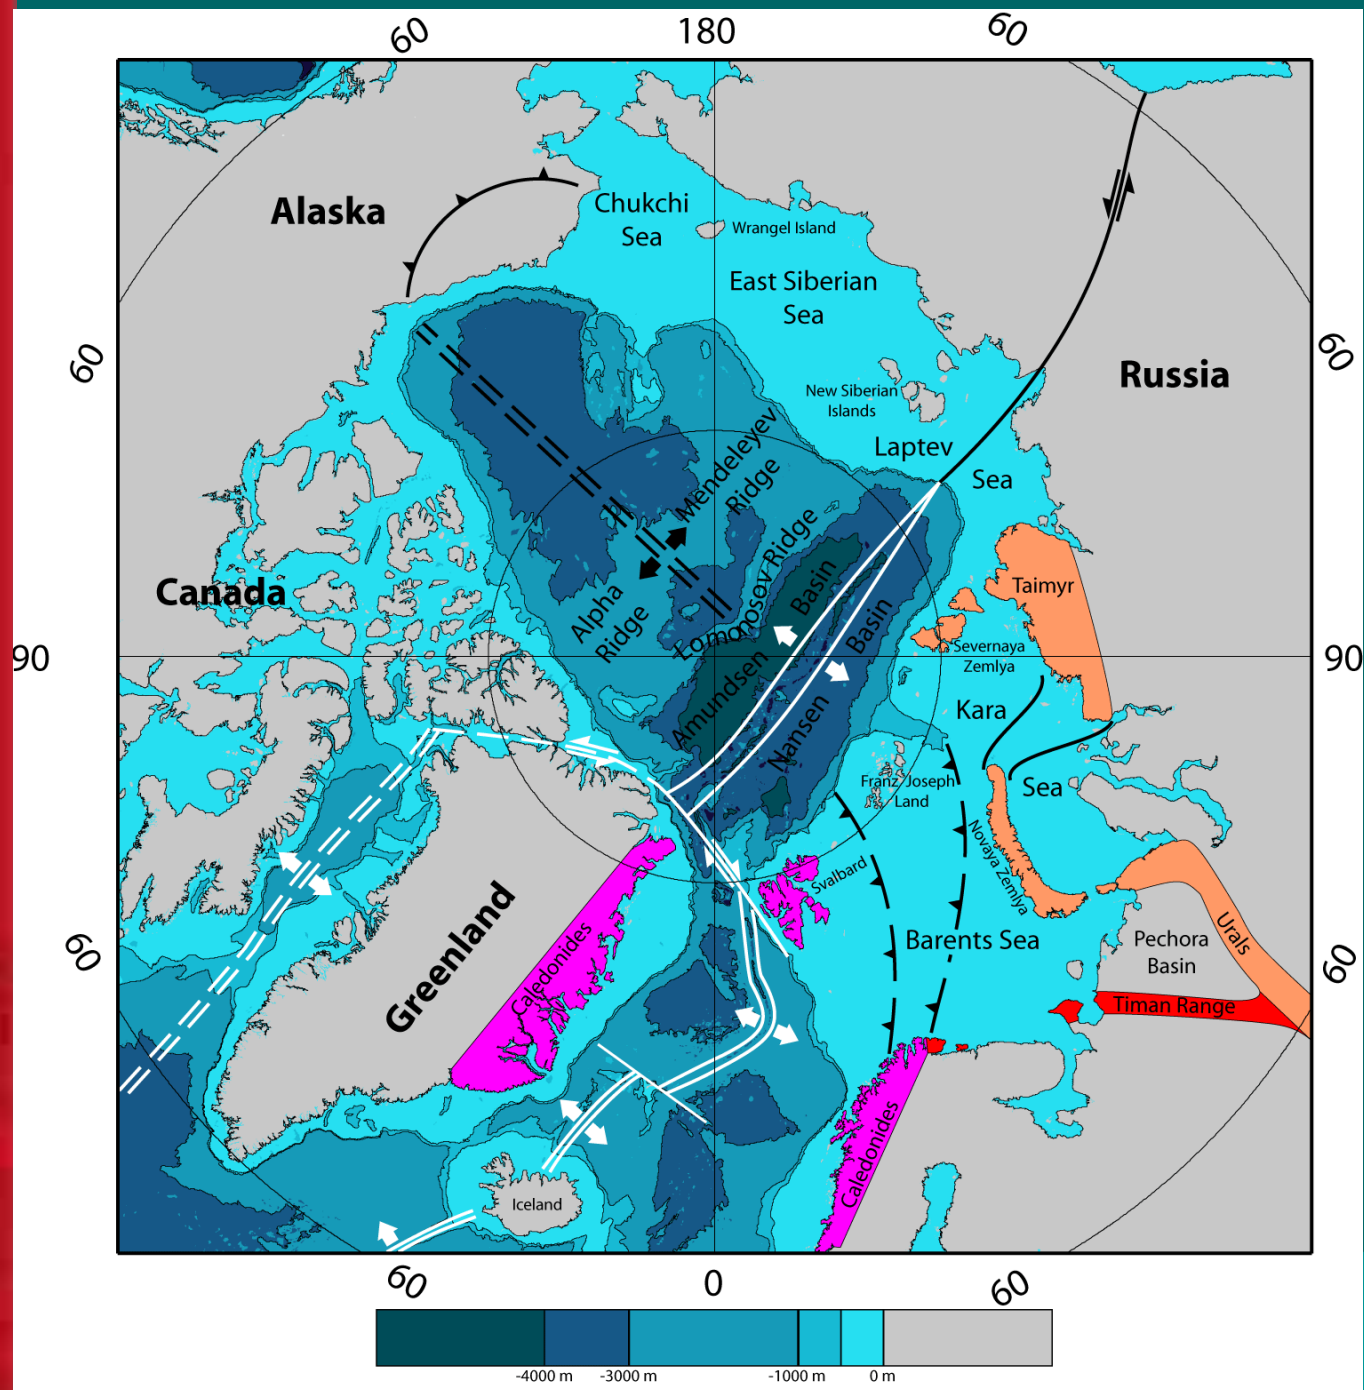 60
180
60
Alaska
Chukchi
Sea
Wrangel Island
East Siberian
Sea
60
60
Russia
New Siberian
Islands
Laptev
Sea
Mendeleyev
Ridge
Lomonosov Ridge
Canada
Alpha
Ridge
Amundsen
Basin
Nansen
Basin
Taimyr
90
Severnaya
Zemlya
90
Kara
Sea
Franz Joseph
Land
Novaya Zemlya
Svalbard
Greenland
Caledonides
60
Barents Sea
Pechora
Basin
Urals
60
Timan Range
Caledonides
Iceland
60
0
60
-4000 m
-3000 m
-1000 m
0 m